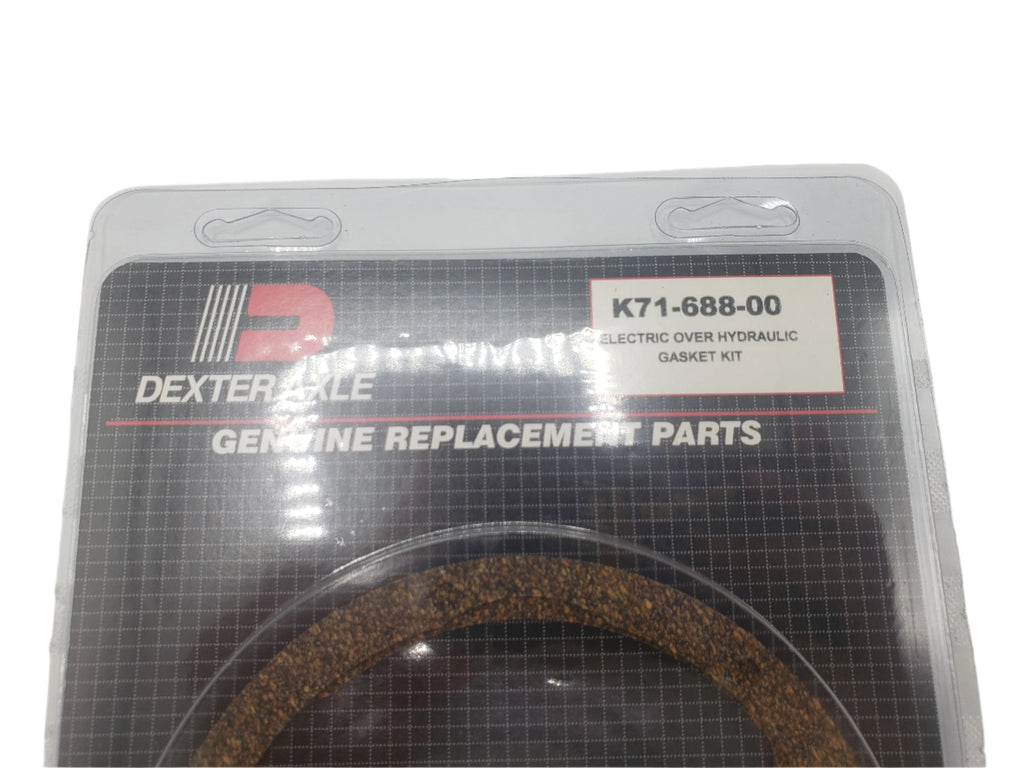 DEXTER AXLE
K71-688-00
ELECTRIC OVER HYDRAULIC
GASKET KIT
GENUINE REPLACEMENT PARTS